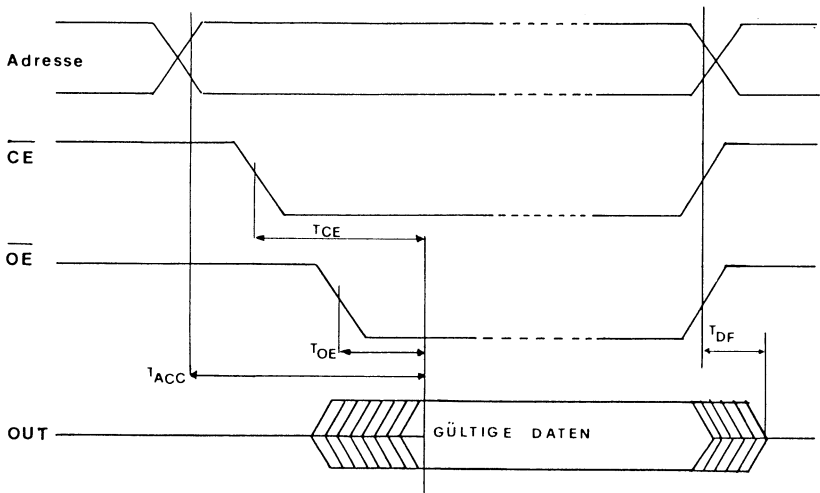 Adresse
CE
TCE
OE
TOE
TDF
TACC
OUT
GÜLTIGE DATEN